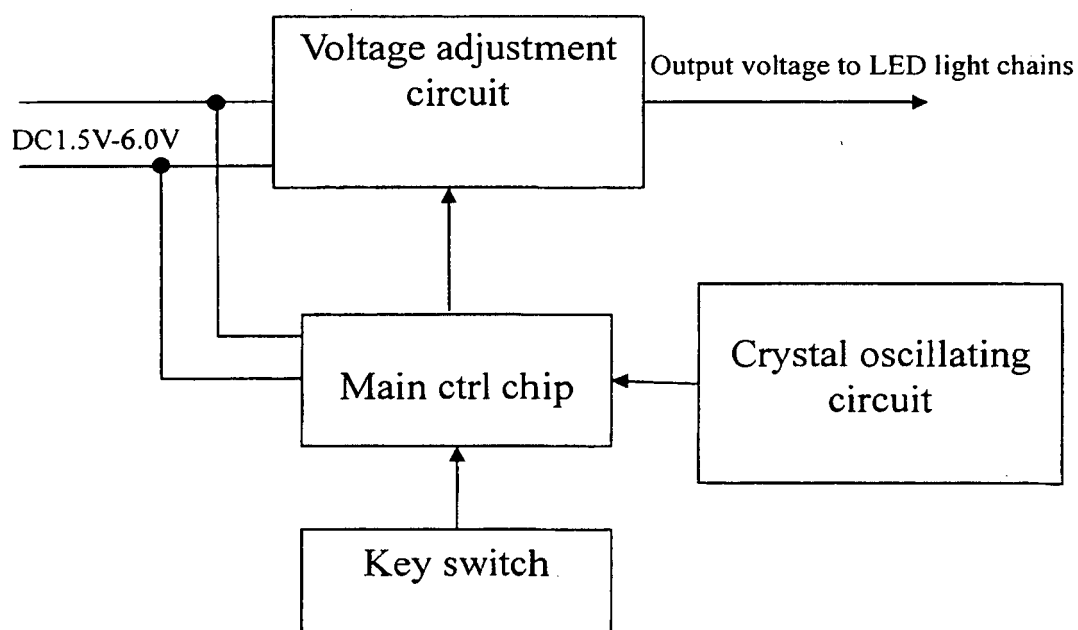 Voltage adjustment
circuit
Output voltage to LED light chains
DC1.5V-6.0V
Main ctrl chip
Crystal oscillating
circuit
Key switch